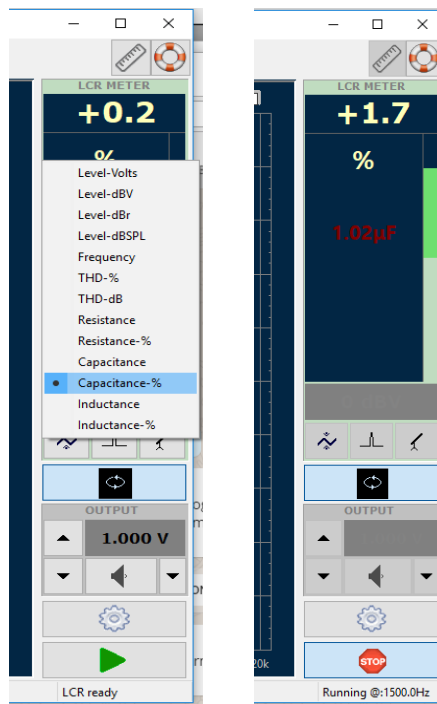 LCR METER
+0.2
%
Level-Volts
Level-dBV
Level-dBr
Level-dBSPL
Frequency
THD-%
THD-dB
Resistance
Resistance-%
Capacitance
Capacitance-%
Inductance
Inductance-%
OUTPUT
1.000 V
LCR ready
LCR METER
+1.7
%
1.02µF
OUTPUT
STOP
20k
Running @:1500.0Hz